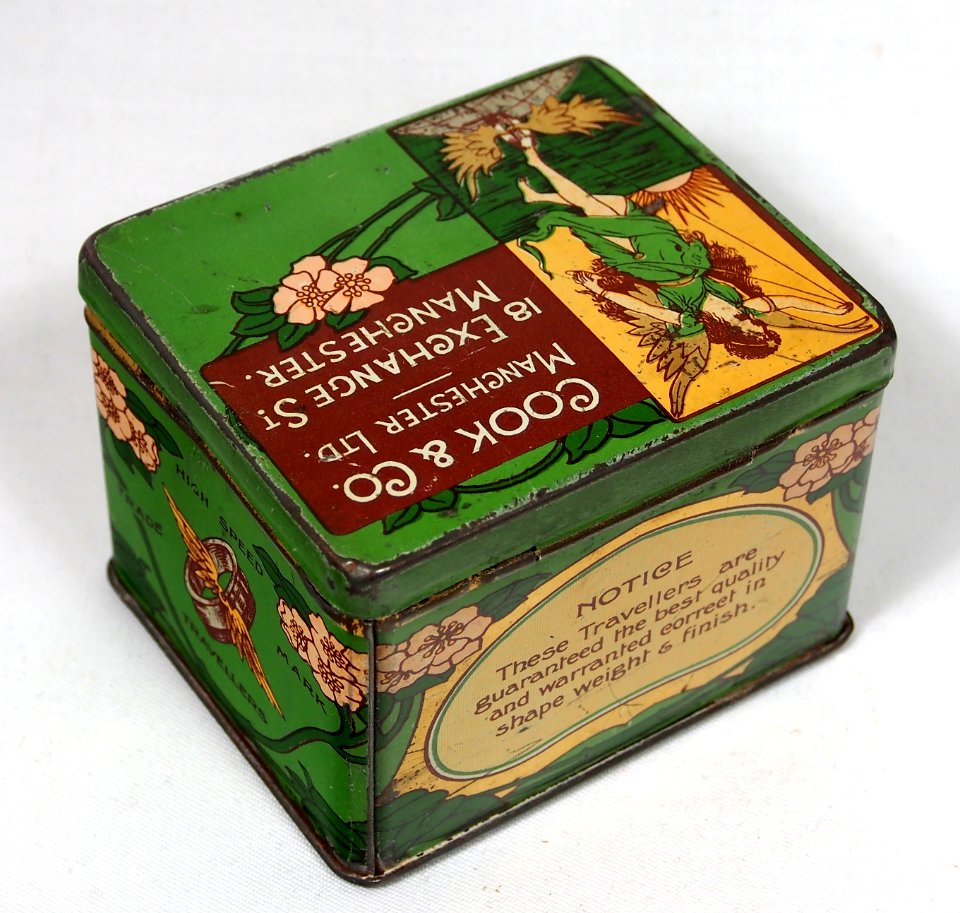 COOK & CO.
MANCHESTER LTD.
18 EXCHANGE ST
MANCHESTER.
HIGH SPEED
TRADE MARK
TRAVELLERS
NOTICE
These Travellers are
guaranteed the best quality
and warranted correct in
shape weight & finish.